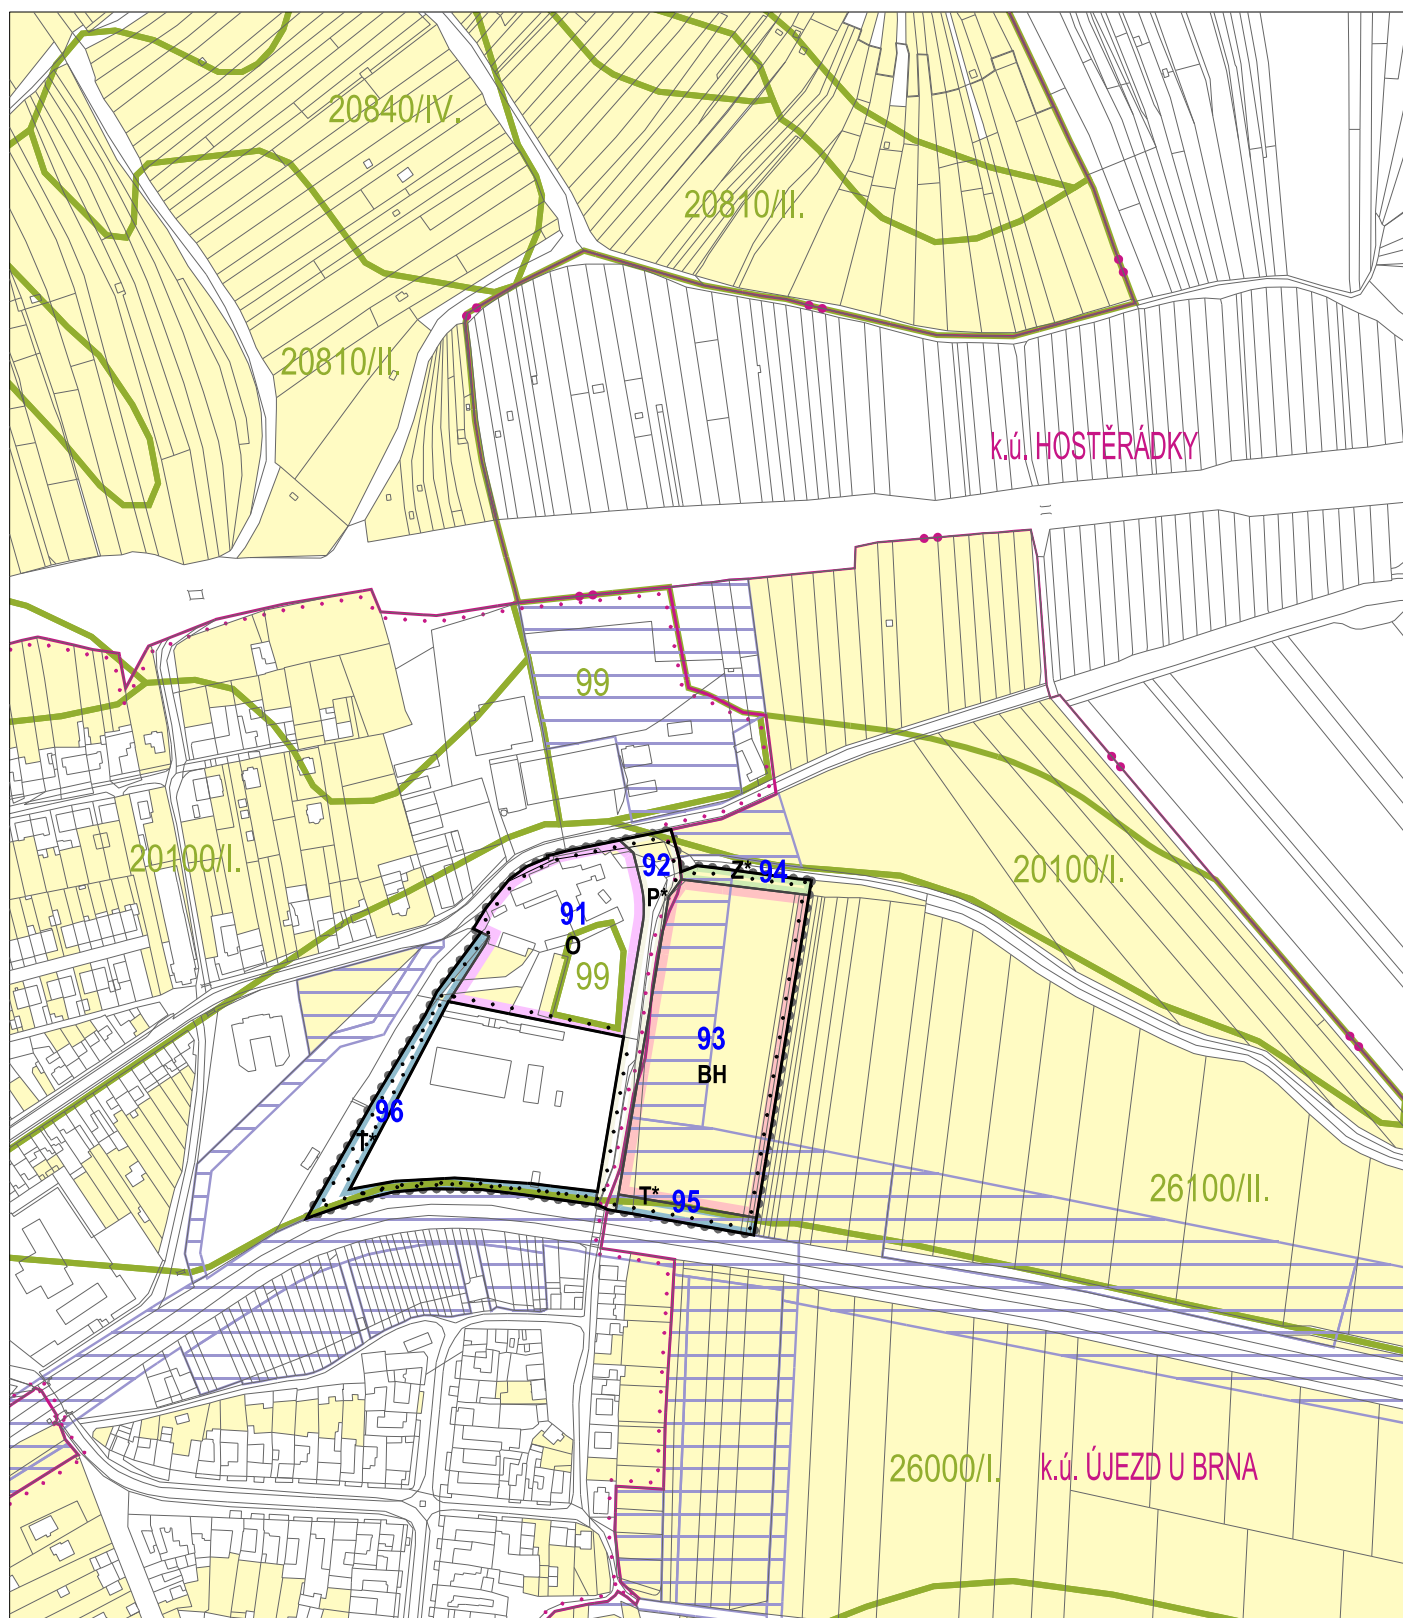 20840/IV.
20810/II.
20810/II.
k.ú. HOSTĚRÁDKY
99
20100/I.
92
Z* 94
20100/I.
P*
91
O
99
93
BH
96
T*
T* 95
26100/II.
26000/I.
k.ú. ÚJEZD U BRNA